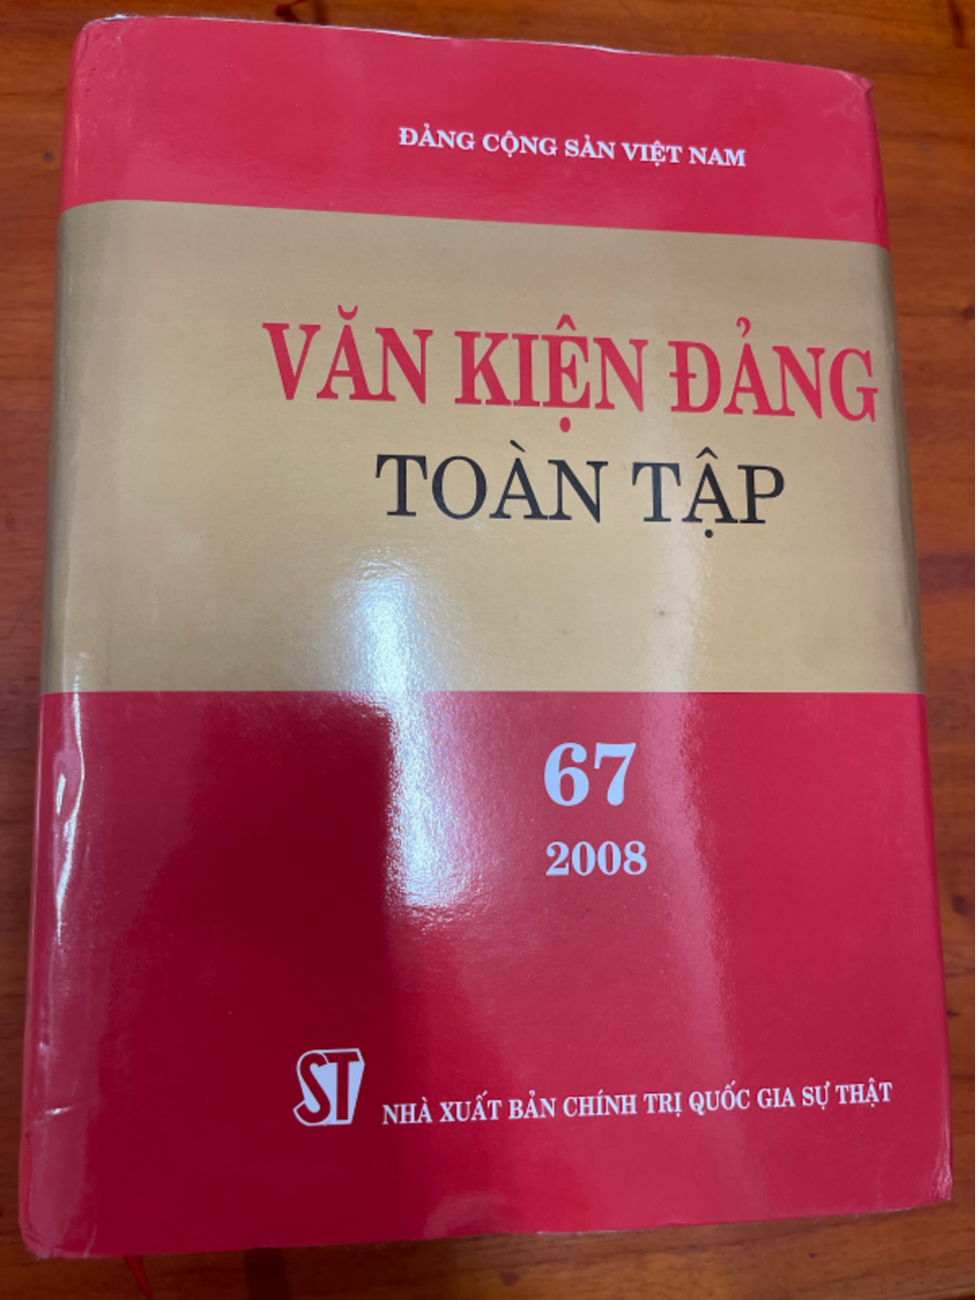 ĐẢNG CỘNG SẢN VIỆT NAM
VĂN KIỆN ĐẢNG
TOÀN TẬP
67
2008
ST
NHÀ XUẤT BẢN CHÍNH TRỊ QUỐC GIA SỰ THẬT